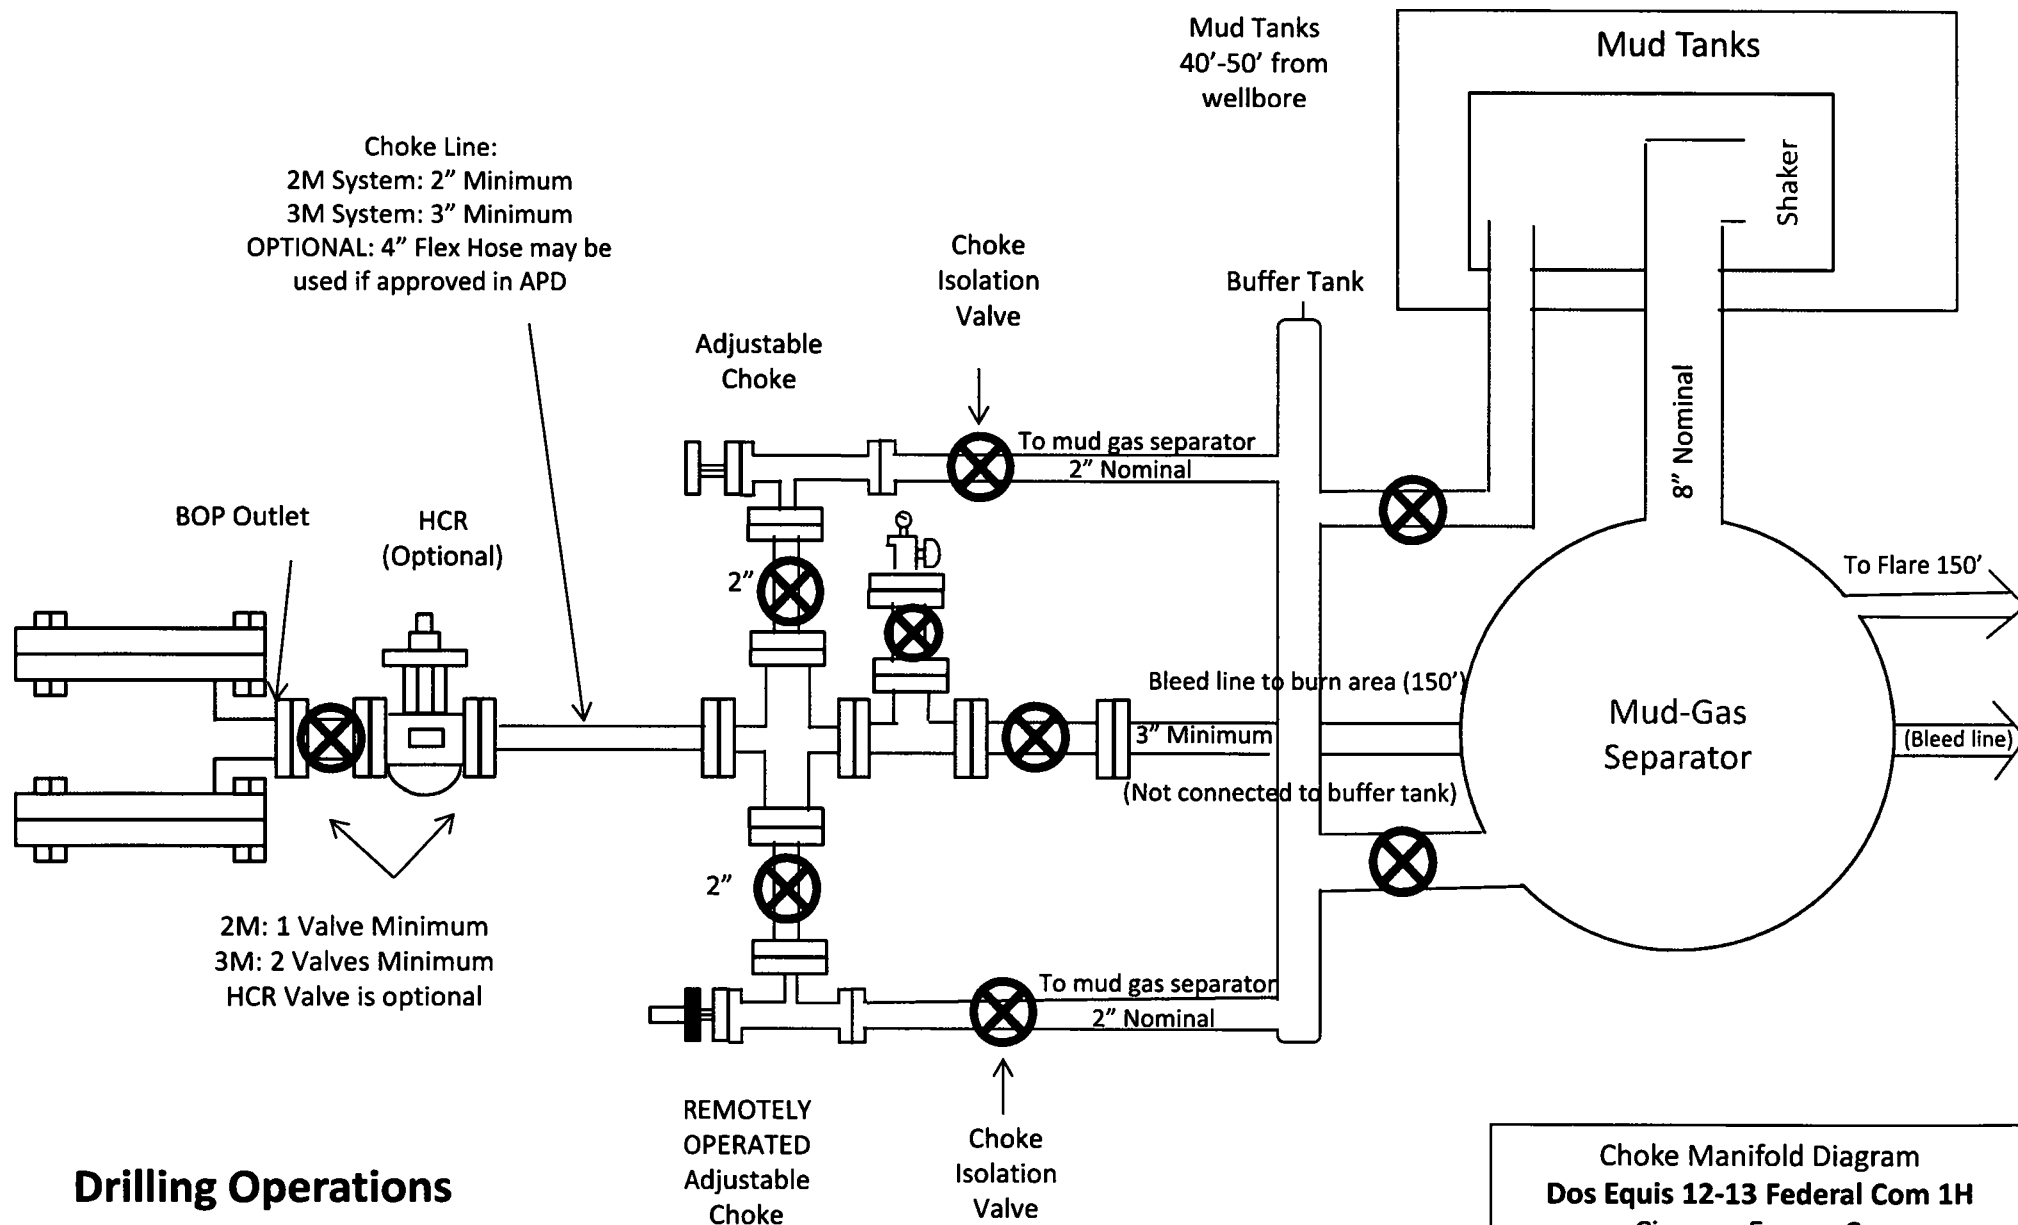 Mud Tanks
40’-50’ from
wellbore
Mud Tanks
Shaker
Choke Line:
2M System: 2” Minimum
3M System: 3” Minimum
OPTIONAL: 4” Flex Hose may be
used if approved in APD
Choke
Isolation
Valve
Buffer Tank
Adjustable
Choke
8” Nominal
To mud gas separator
2” Nominal
BOP Outlet
HCR
(Optional)
2”
To Flare 150’
Bleed line to burn area (150’)
3” Minimum
(Not connected to buffer tank)
Mud-Gas
Separator
(Bleed line)
2”
2M: 1 Valve Minimum
3M: 2 Valves Minimum
HCR Valve is optional
To mud gas separator
2” Nominal
REMOTELY
OPERATED
Adjustable
Choke
Choke
Isolation
Valve
Drilling Operations
Choke Manifold Diagram
Dos Equis 12-13 Federal Com 1H